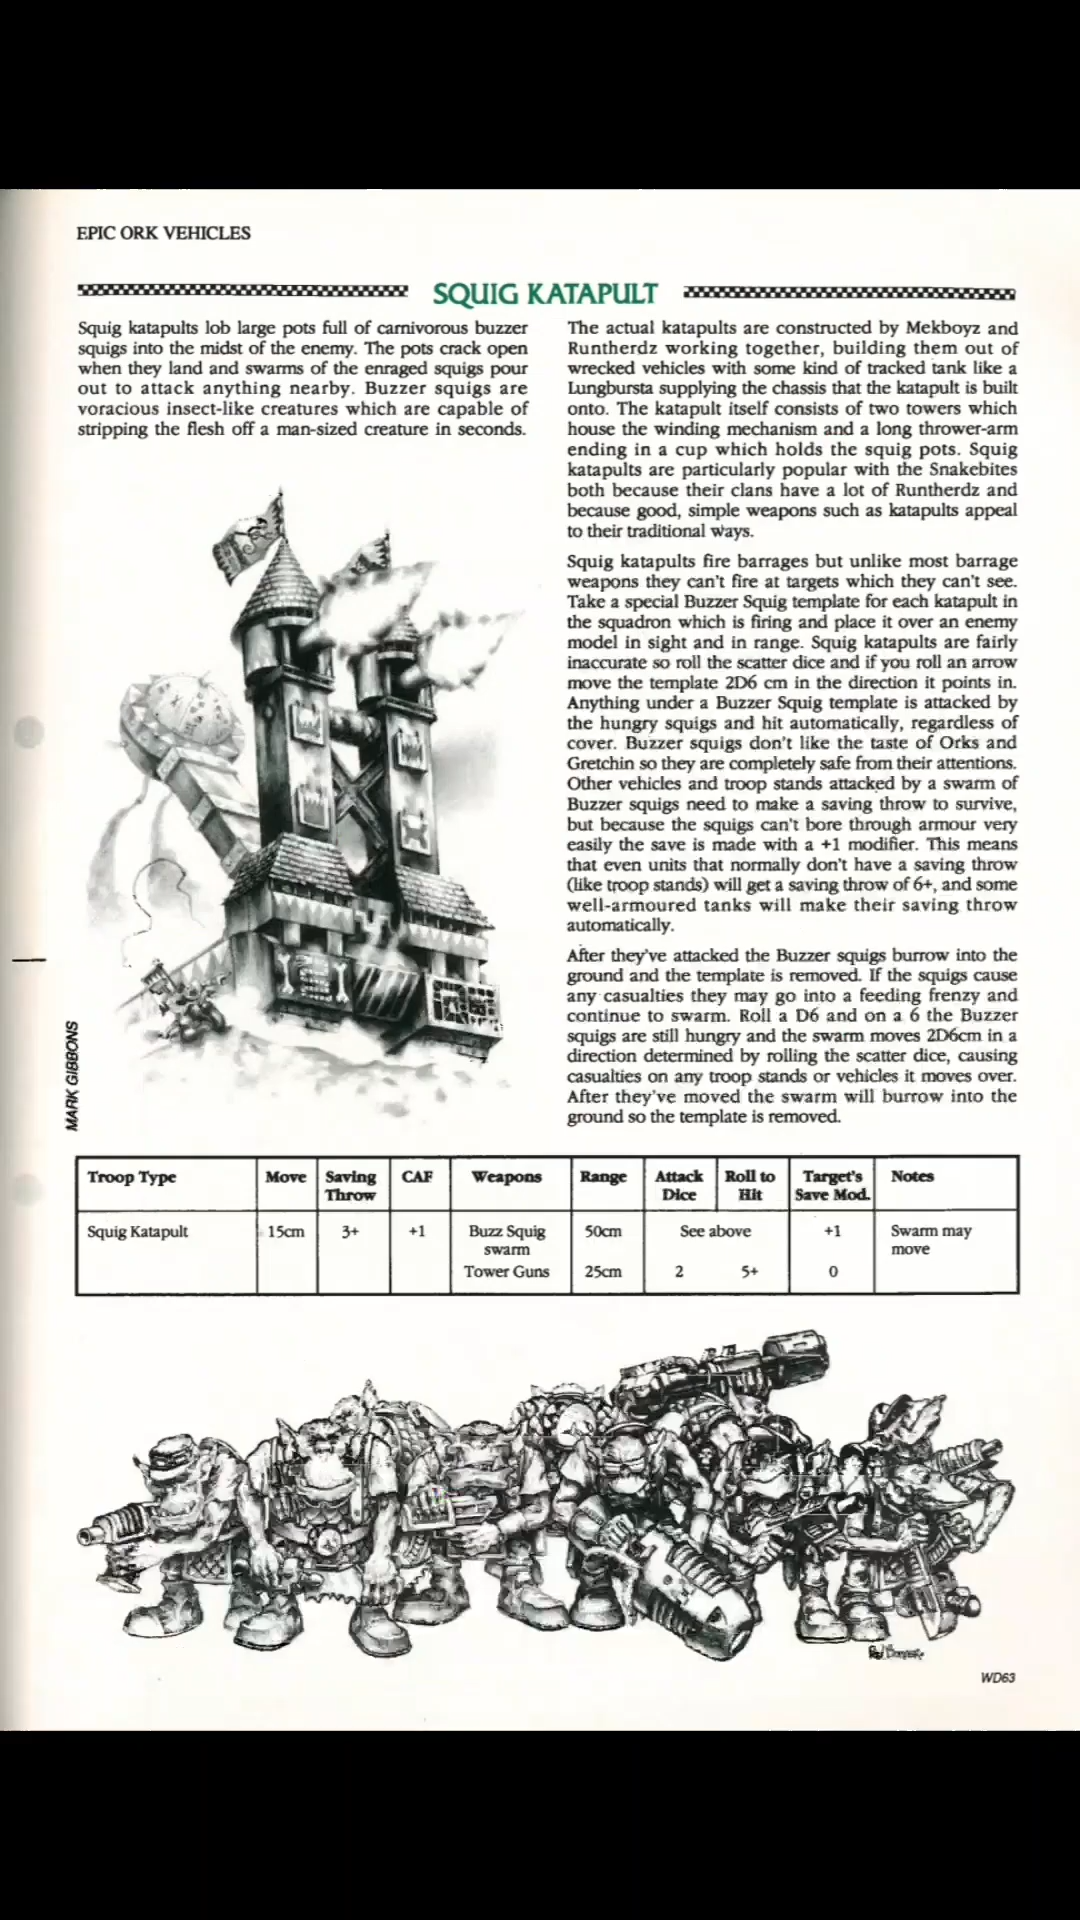 EPIC ORK VEHICLES
SQUIG KATAPULT
Squig katapults lob large pots full of carnivorous buzzer
squigs into the midst of the enemy. The pots crack open
when they land and swarms of the enraged squigs pour
out to attack anything nearby. Buzzer squigs are
voracious insect-like creatures which are capable of
stripping the flesh off a man-sized creature in seconds.
MARK GIBBONS
The actual katapults are constructed by Mekboyz and
Runtherdz working together, building them out of
wrecked vehicles with some kind of tracked tank like a
Lungbursta supplying the chassis that the katapult is built
onto. The katapult itself consists of two towers which
house the winding mechanism and a long thrower-arm
ending in a cup which holds the squig pots. Squig
katapults are particularly popular with the Snakebites
both because their clans have a lot of Runtherdz and
because good, simple weapons such as katapults appeal
to their traditional ways.
Squig katapults fire barrages but unlike most barrage
weapons they can't fire at targets which they can't see.
Take a special Buzzer Squig template for each katapult in
the squadron which is firing and place it over an enemy
model in sight and in range. Squig katapults are fairly
inaccurate so roll the scatter dice and if you roll an arrow
move the template 2D6 cm in the direction it points in.
Anything under a Buzzer Squig template is attacked by
the hungry squigs and hit automatically, regardless of
cover. Buzzer squigs don't like the taste of Orks and
Gretchin so they are completely safe from their attentions.
Other vehicles and troop stands attacked by a swarm of
Buzzer squigs need to make a saving throw to survive,
but because the squigs can't bore through armour very
easily the save is made with a +1 modifier. This means
that even units that normally don't have a saving throw
(like troop stands) will get a saving throw of 6+, and some
well-armoured tanks will make their saving throw
automatically.
After they've attacked the Buzzer squigs burrow into the
ground and the template is removed. If the squigs cause
any casualties they may go into a feeding frenzy and
continue to swarm. Roll a D6 and on a 6 the Buzzer
squigs are still hungry and the swarm moves 2D6cm in a
direction determined by rolling the scatter dice, causing
casualties on any troop stands or vehicles it moves over.
After they've moved the swarm will burrow into the
ground so the template is removed.
Troop Type Move Saving CAF Weapons Range Attack Roll to Target's Notes
Throw Dice Hit Save Mod.
Squig Katapult 15cm 3+ +1 Buzz Squig 50cm See above +1 Swarm may
swarm move
Tower Guns 25cm 2 5+ 0
WD63